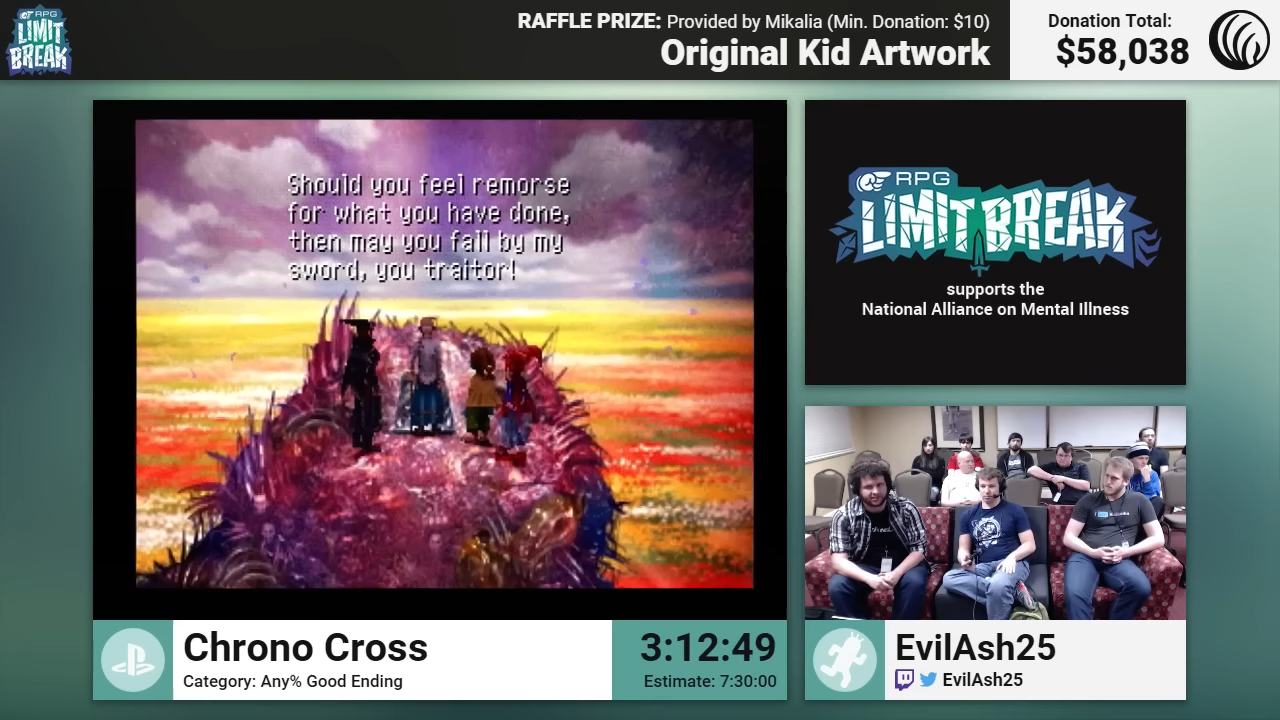 RPG
LIMIT
BREAK
RAFFLE PRIZE: Provided by Mikalia (Min. Donation: $10)
Original Kid Artwork
Donation Total:
$58,038
Should you feel remorse
for what you have done,
then may you fall by my
sword, you traitor!
RPG
LIMIT BREAK
supports the
National Alliance on Mental Illness
Chrono Cross
Category: Any% Good Ending
3:12:49
Estimate: 7:30:00
EvilAsh25
EvilAsh25